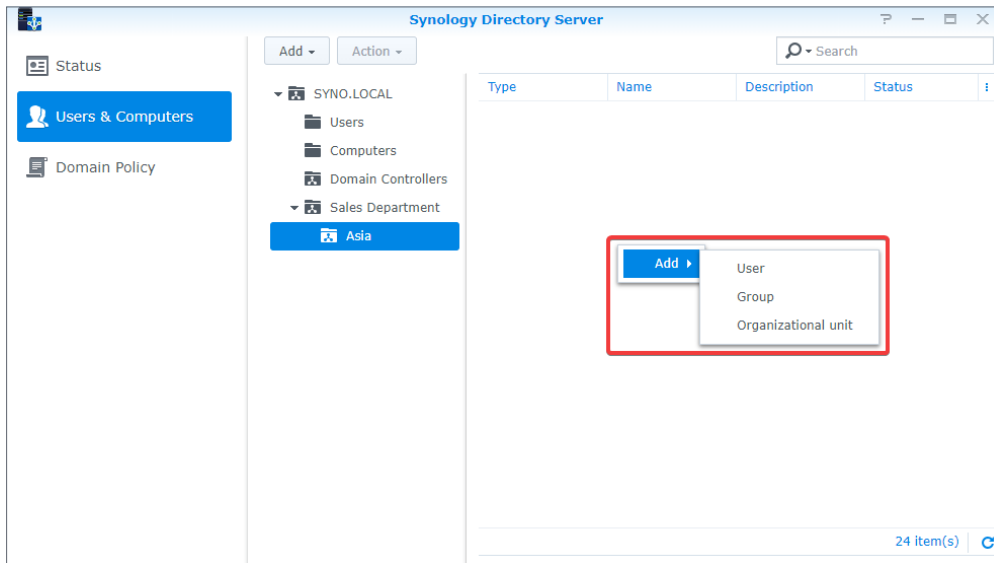 Synology Directory Server
Status
Users & Computers
Domain Policy
Add
Action
Search
SYNO.LOCAL
Users
Computers
Domain Controllers
Sales Department
Asia
Type Name Description Status
Add
User
Group
Organizational unit
24 item(s)